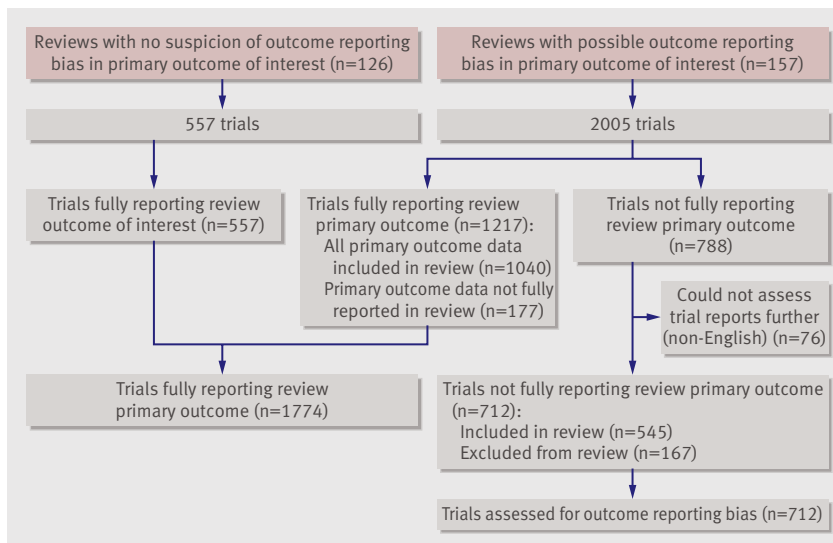 Reviews with no suspicion of outcome reporting
bias in primary outcome of interest (n=126)
Reviews with possible outcome reporting
bias in primary outcome of interest (n=157)
557 trials
2005 trials
Trials fully reporting review
outcome of interest (n=557)
Trials fully reporting review
primary outcome (n=1217):
All primary outcome data
included in review (n=1040)
Primary outcome data not fully
reported in review (n=177)
Trials not fully reporting
review primary outcome
(n=788)
Could not assess
trial reports further
(non-English) (n=76)
Trials fully reporting review
primary outcome (n=1774)
Trials not fully reporting review primary outcome
(n=712):
Included in review (n=545)
Excluded from review (n=167)
Trials assessed for outcome reporting bias (n=712)